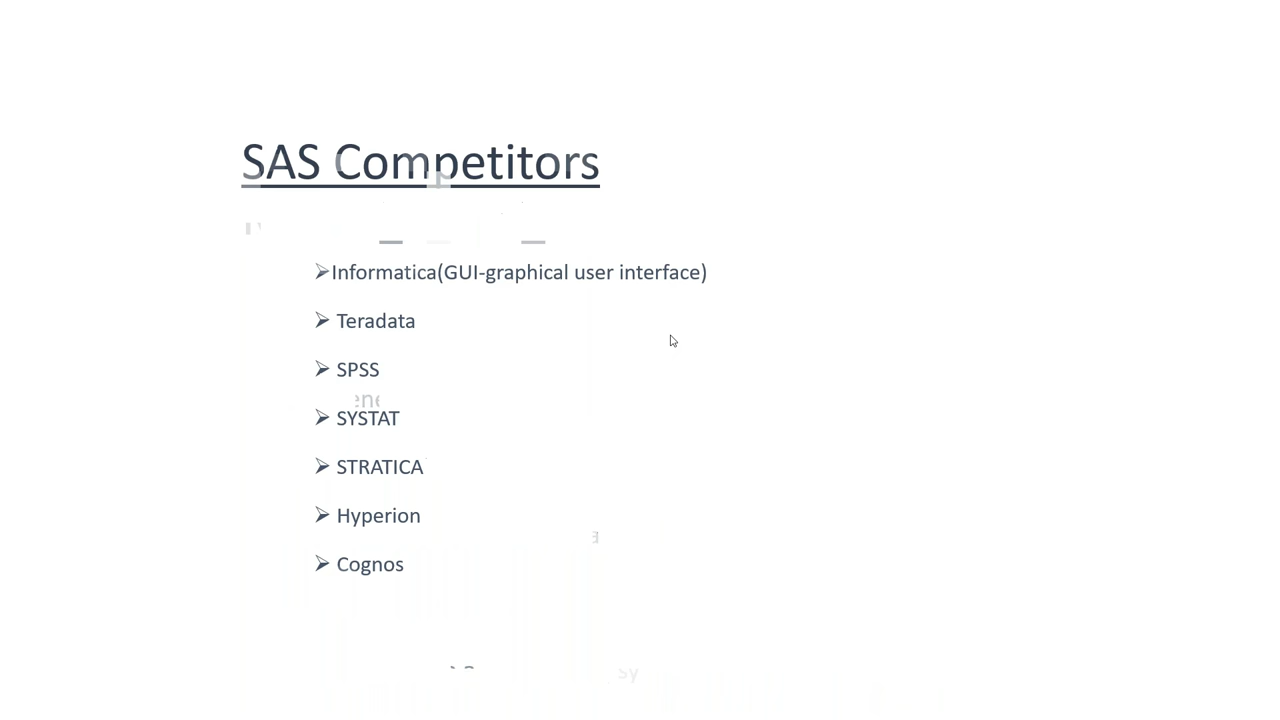 SAS Competitors
➢Informatica(GUI-graphical user interface)
➢ Teradata
➢ SPSS
➢ SYSTAT
➢ STRATICA
➢ Hyperion
➢ Cognos